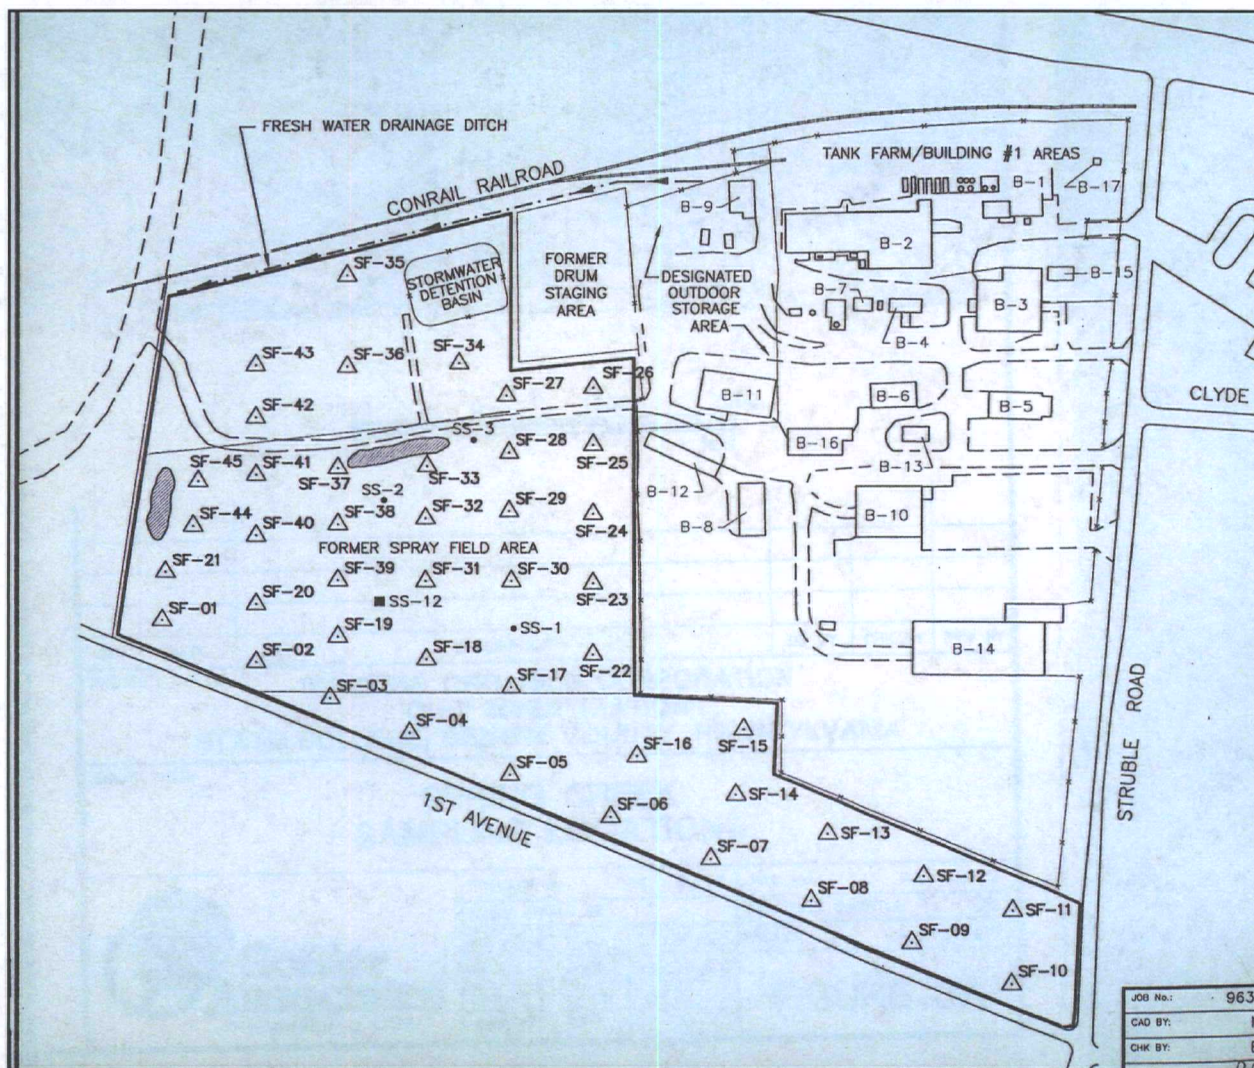 FRESH WATER DRAINAGE DITCH
CONRAIL RAILROAD
TANK FARM/BUILDING #1 AREAS
B-1
B-17
B-9
B-2
SF-35
STORMWATER
DETENTION
BASIN
FORMER
DRUM
STAGING
AREA
DESIGNATED
OUTDOOR
STORAGE
AREA
B-7
B-4
B-3
B-15
SF-43
SF-36
SF-34
SF-27
SF-26
B-11
B-6
B-5
CLYDE
SF-42
SS-3
SF-28
SF-25
B-16
B-13
SF-45
SF-41
SF-37
SF-33
SS-2
B-12
SF-44
SF-40
SF-38
SF-32
SF-29
SF-24
B-8
B-10
FORMER SPRAY FIELD AREA
SF-21
SF-39
SF-31
SF-30
SF-20
SS-12
SF-23
SF-01
SF-19
SS-1
SF-02
SF-18
SF-17
SF-22
B-14
SF-03
SF-04
SF-16
SF-15
SF-05
SF-14
SF-06
SF-13
SF-07
SF-12
SF-08
SF-11
SF-09
SF-10
1ST AVENUE
STRUBLE ROAD
JOB No.: 963
CAD BY:
CHK BY: